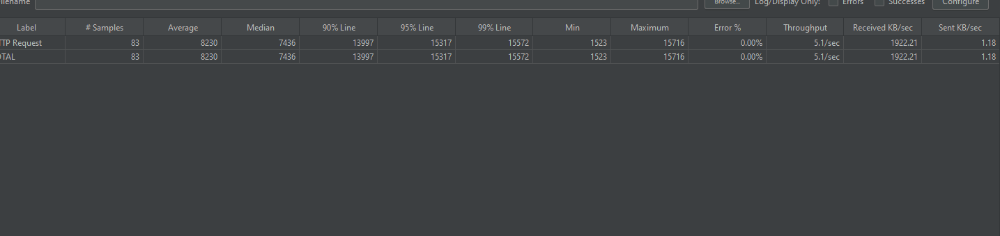 Filename Browse... Log/Display Only: Errors Successes Configure
Label # Samples Average Median 90% Line 95% Line 99% Line Min Maximum Error % Throughput Received KB/sec Sent KB/sec
TTP Request 83 8230 7436 13997 15317 15572 1523 15716 0.00% 5.1/sec 1922.21 1.18
OTAL 83 8230 7436 13997 15317 15572 1523 15716 0.00% 5.1/sec 1922.21 1.18